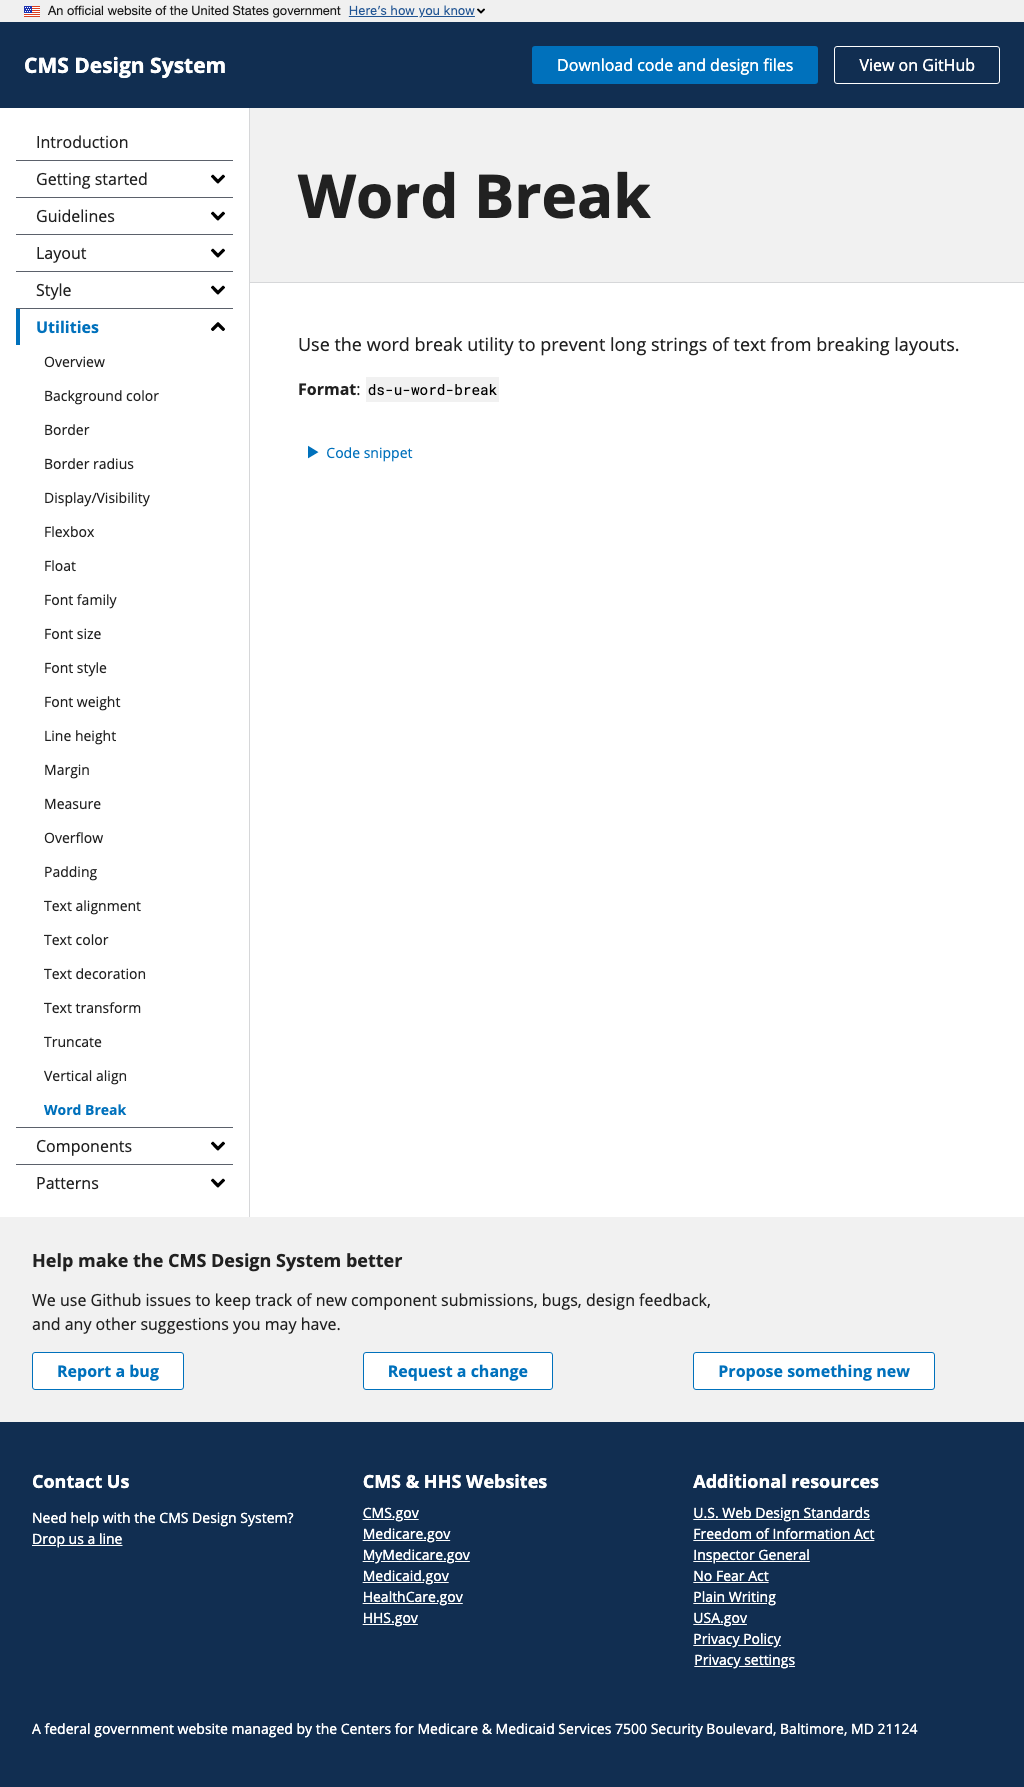 An official website of the United States government Here's how you know
CMS Design System
Download code and design files
View on GitHub
Introduction
Getting started
Guidelines
Layout
Style
Utilities
Overview
Background color
Border
Border radius
Display/Visibility
Flexbox
Float
Font family
Font size
Font style
Font weight
Line height
Margin
Measure
Overflow
Padding
Text alignment
Text color
Text decoration
Text transform
Truncate
Vertical align
Word Break
Components
Patterns
Word Break
Use the word break utility to prevent long strings of text from breaking layouts.
Format: ds-u-word-break
Code snippet
Help make the CMS Design System better
We use Github issues to keep track of new component submissions, bugs, design feedback,
and any other suggestions you may have.
Report a bug
Request a change
Propose something new
Contact Us
Need help with the CMS Design System?
Drop us a line
CMS & HHS Websites
CMS.gov
Medicare.gov
MyMedicare.gov
Medicaid.gov
HealthCare.gov
HHS.gov
Additional resources
U.S. Web Design Standards
Freedom of Information Act
Inspector General
No Fear Act
Plain Writing
USA.gov
Privacy Policy
Privacy settings
A federal government website managed by the Centers for Medicare & Medicaid Services 7500 Security Boulevard, Baltimore, MD 21124